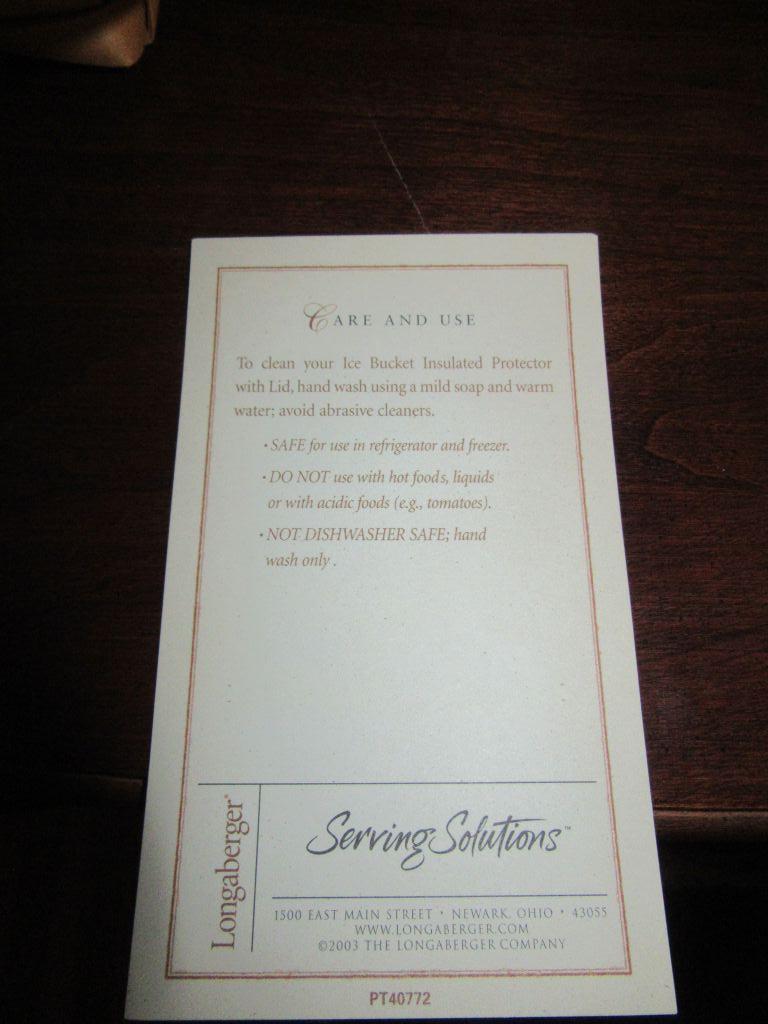 CARE AND USE
To clean your Ice Bucket Insulated Protector
with Lid, hand wash using a mild soap and warm
water; avoid abrasive cleaners.
• SAFE for use in refrigerator and freezer.
• DO NOT use with hot foods, liquids
or with acidic foods (e.g., tomatoes).
• NOT DISHWASHER SAFE; hand
wash only .
Longaberger®
Serving Solutions™
1500 EAST MAIN STREET • NEWARK, OHIO • 43055
WWW.LONGABERGER.COM
©2003 THE LONGABERGER COMPANY
PT40772